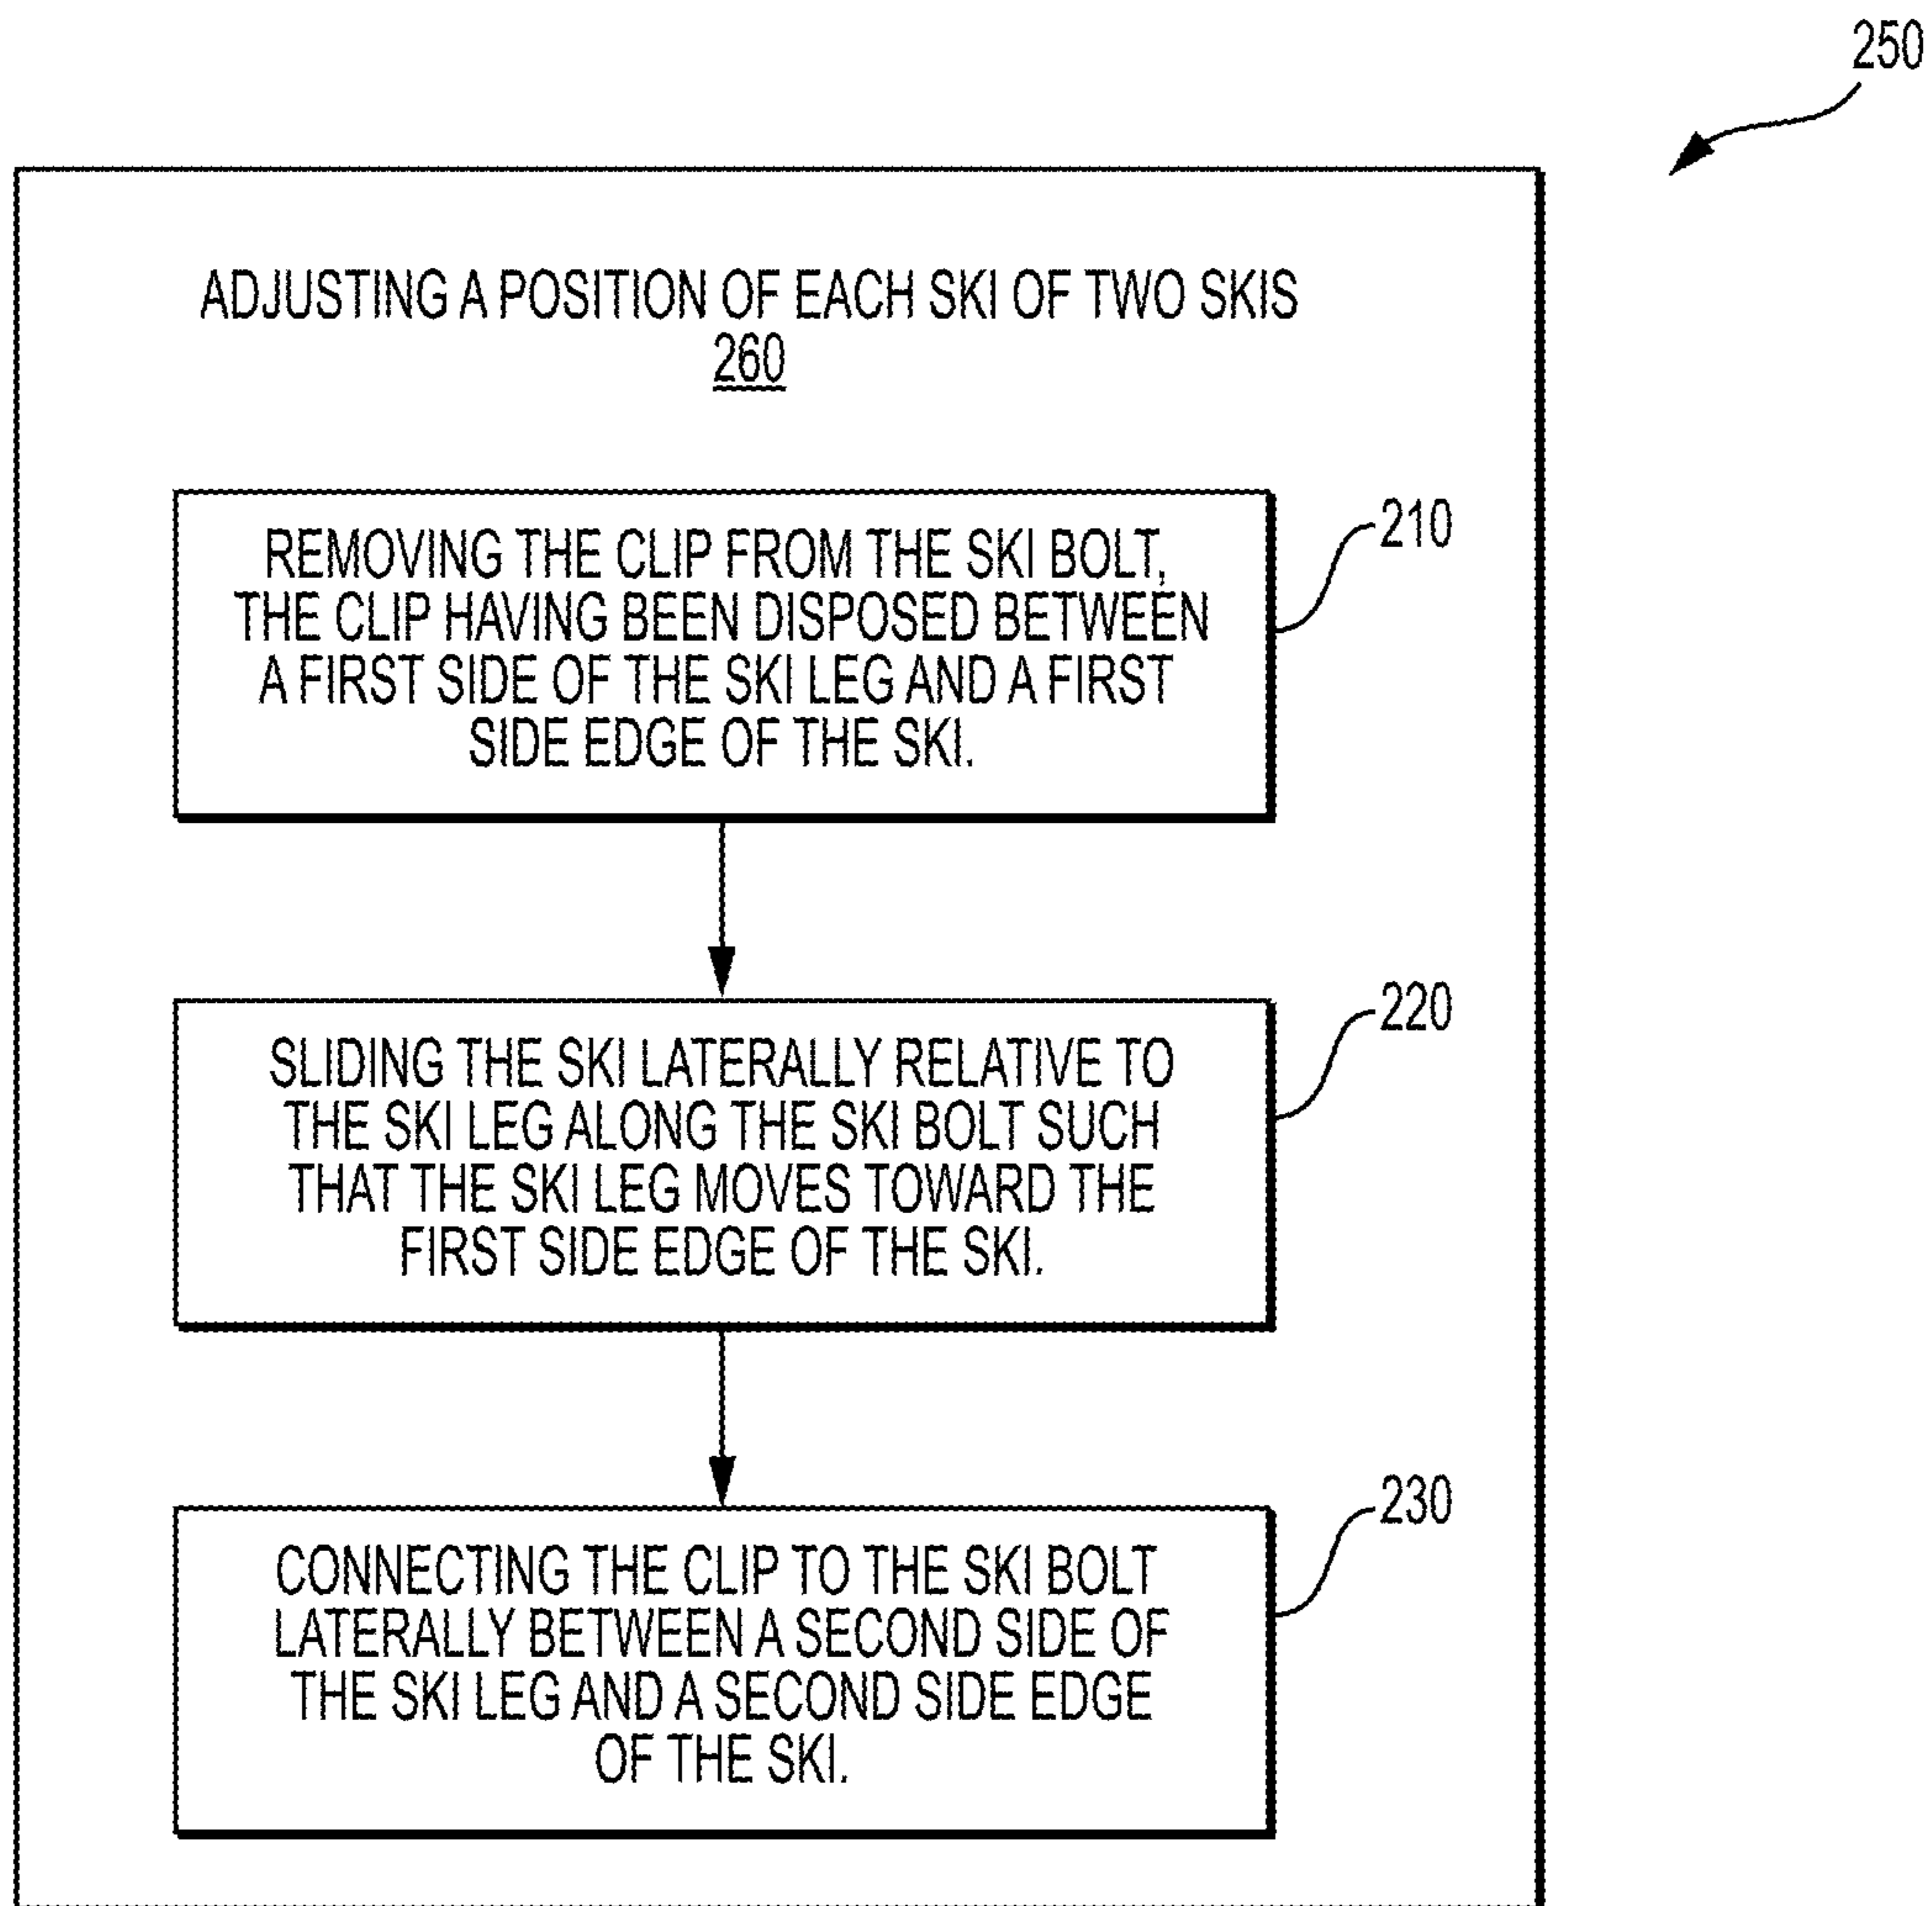 250
ADJUSTING A POSITION OF EACH SKI OF TWO SKIS
260
REMOVING THE CLIP FROM THE SKI BOLT,
THE CLIP HAVING BEEN DISPOSED BETWEEN
A FIRST SIDE OF THE SKI LEG AND A FIRST
SIDE EDGE OF THE SKI.
210
SLIDING THE SKI LATERALLY RELATIVE TO
THE SKI LEG ALONG THE SKI BOLT SUCH
THAT THE SKI LEG MOVES TOWARD THE
FIRST SIDE EDGE OF THE SKI.
220
CONNECTING THE CLIP TO THE SKI BOLT
LATERALLY BETWEEN A SECOND SIDE OF
THE SKI LEG AND A SECOND SIDE EDGE
OF THE SKI.
230